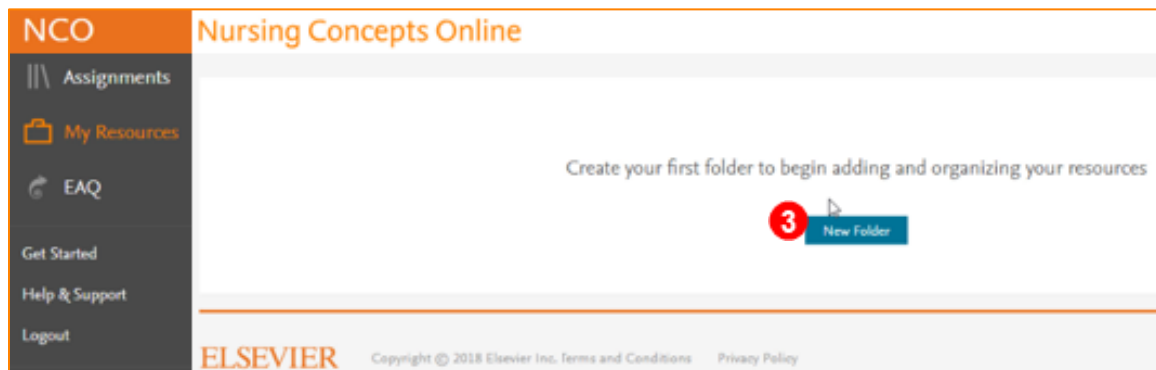 NCO
Nursing Concepts Online
Assignments
My Resources
EAQ
Get Started
Help & Support
Logout
Create your first folder to begin adding and organizing your resources
3
New Folder
ELSEVIER
Copyright © 2018 Elsevier Inc. Terms and Conditions Privacy Policy